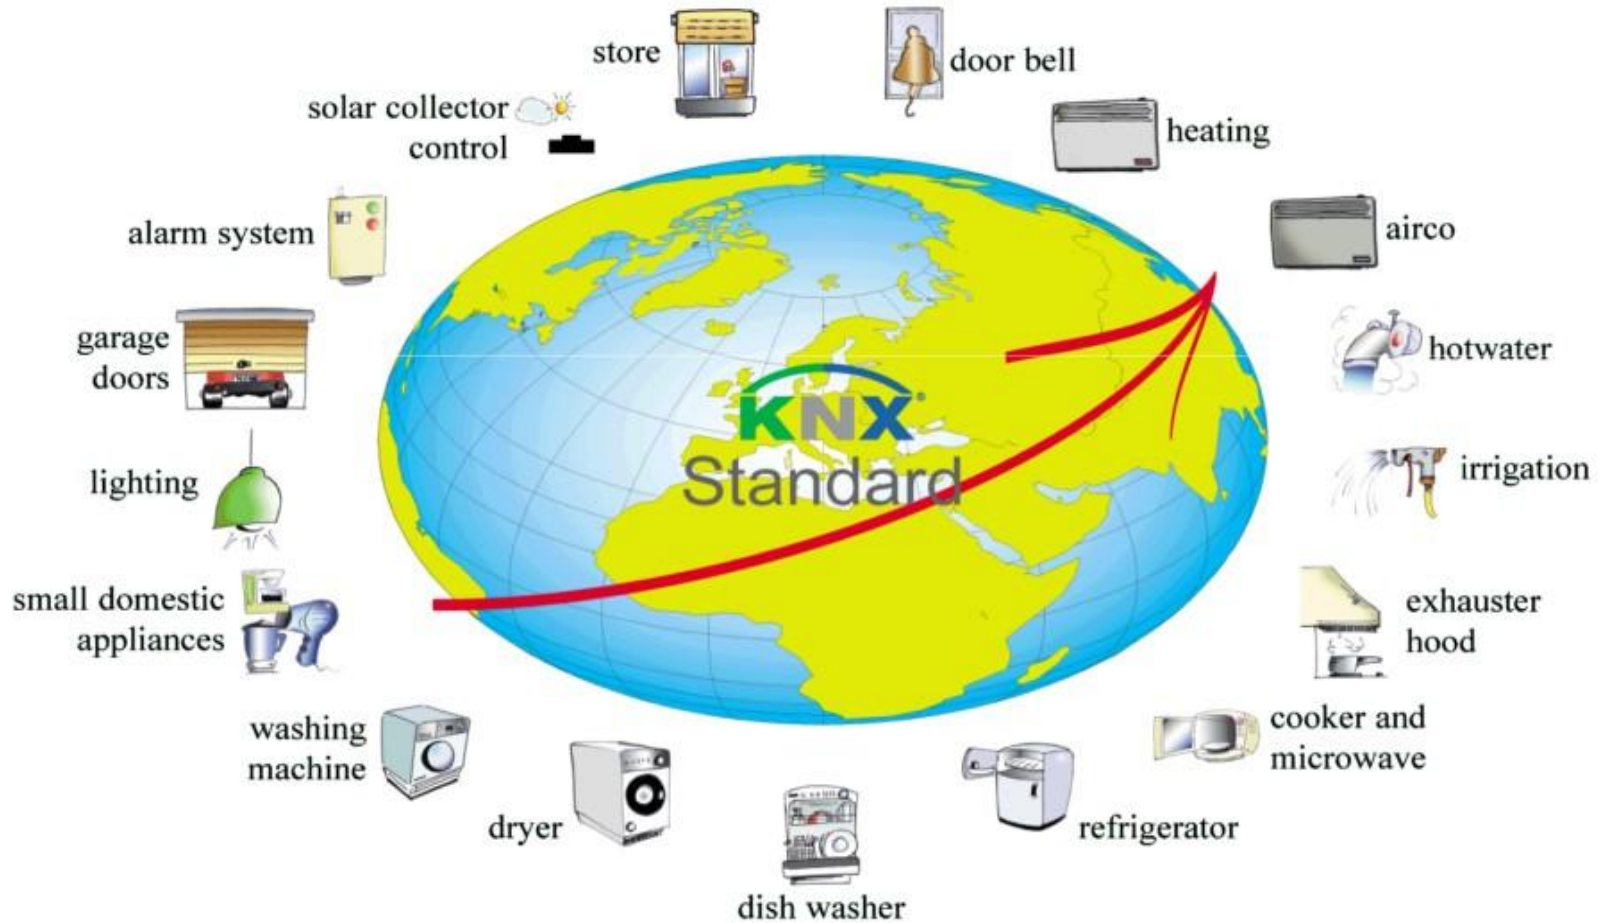 store
door bell
solar collector
control
heating
alarm system
airco
garage
doors
hotwater
KNX®
Standard
lighting
irrigation
small domestic
appliances
exhauster
hood
washing
machine
cooker and
microwave
dryer
refrigerator
dish washer